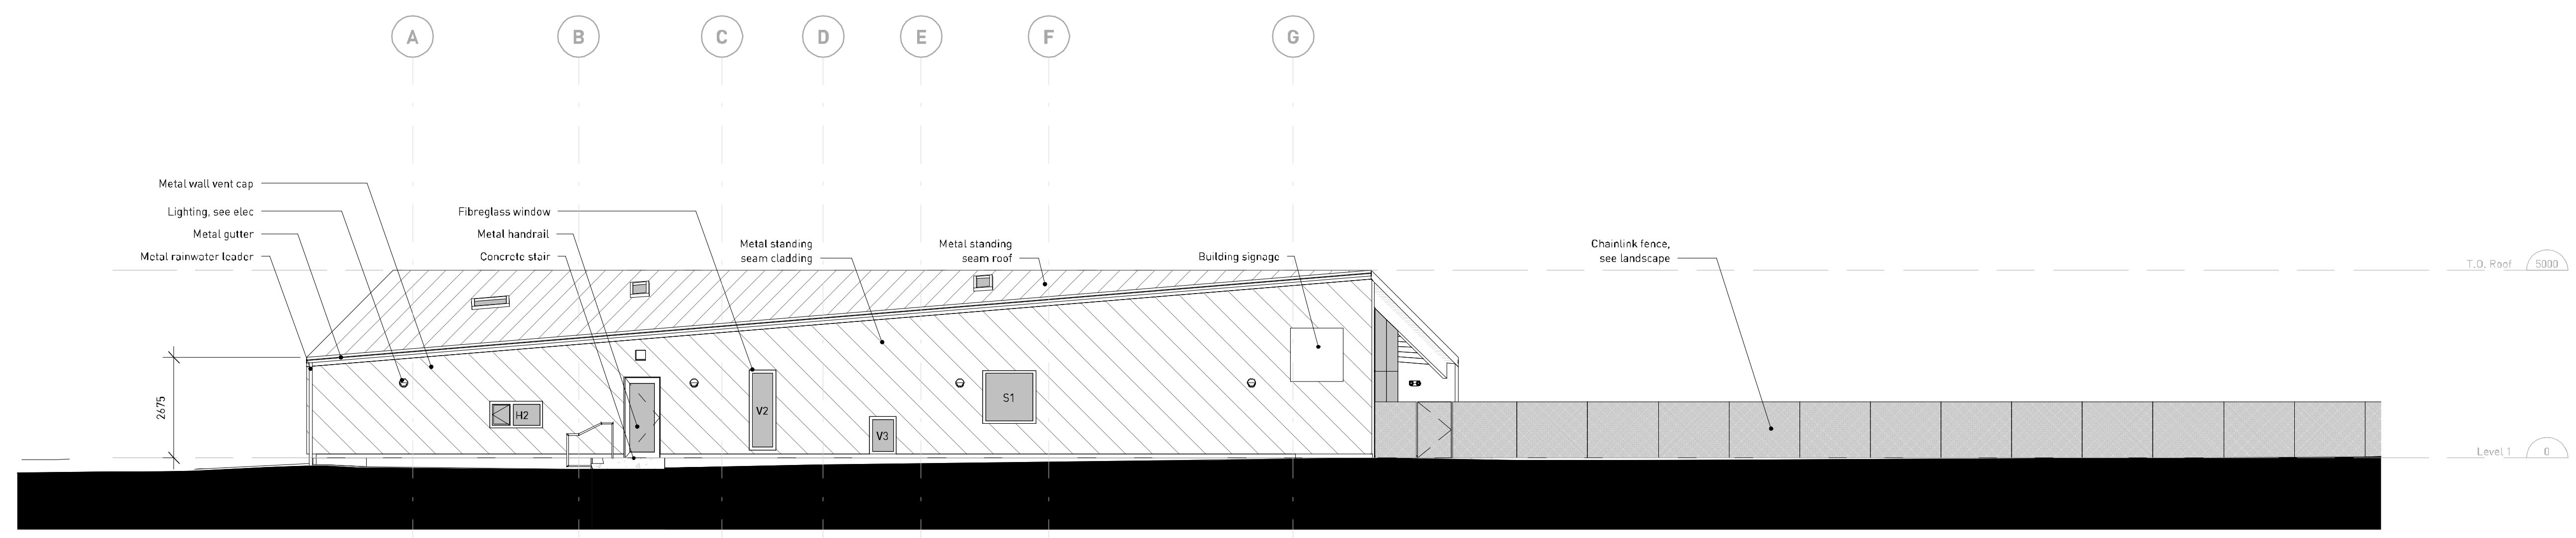 A
B
C
D
E
F
G
Metal wall vent cap
Lighting, see elec
Metal gutter
Metal rainwater leader
Fibreglass window
Metal handrail
Concrete stair
Metal standing
seam cladding
Metal standing
seam roof
Building signage
Chainlink fence,
see landscape
T.O. Roof 5000
2675
H2
V2
V3
S1
Level 1 0